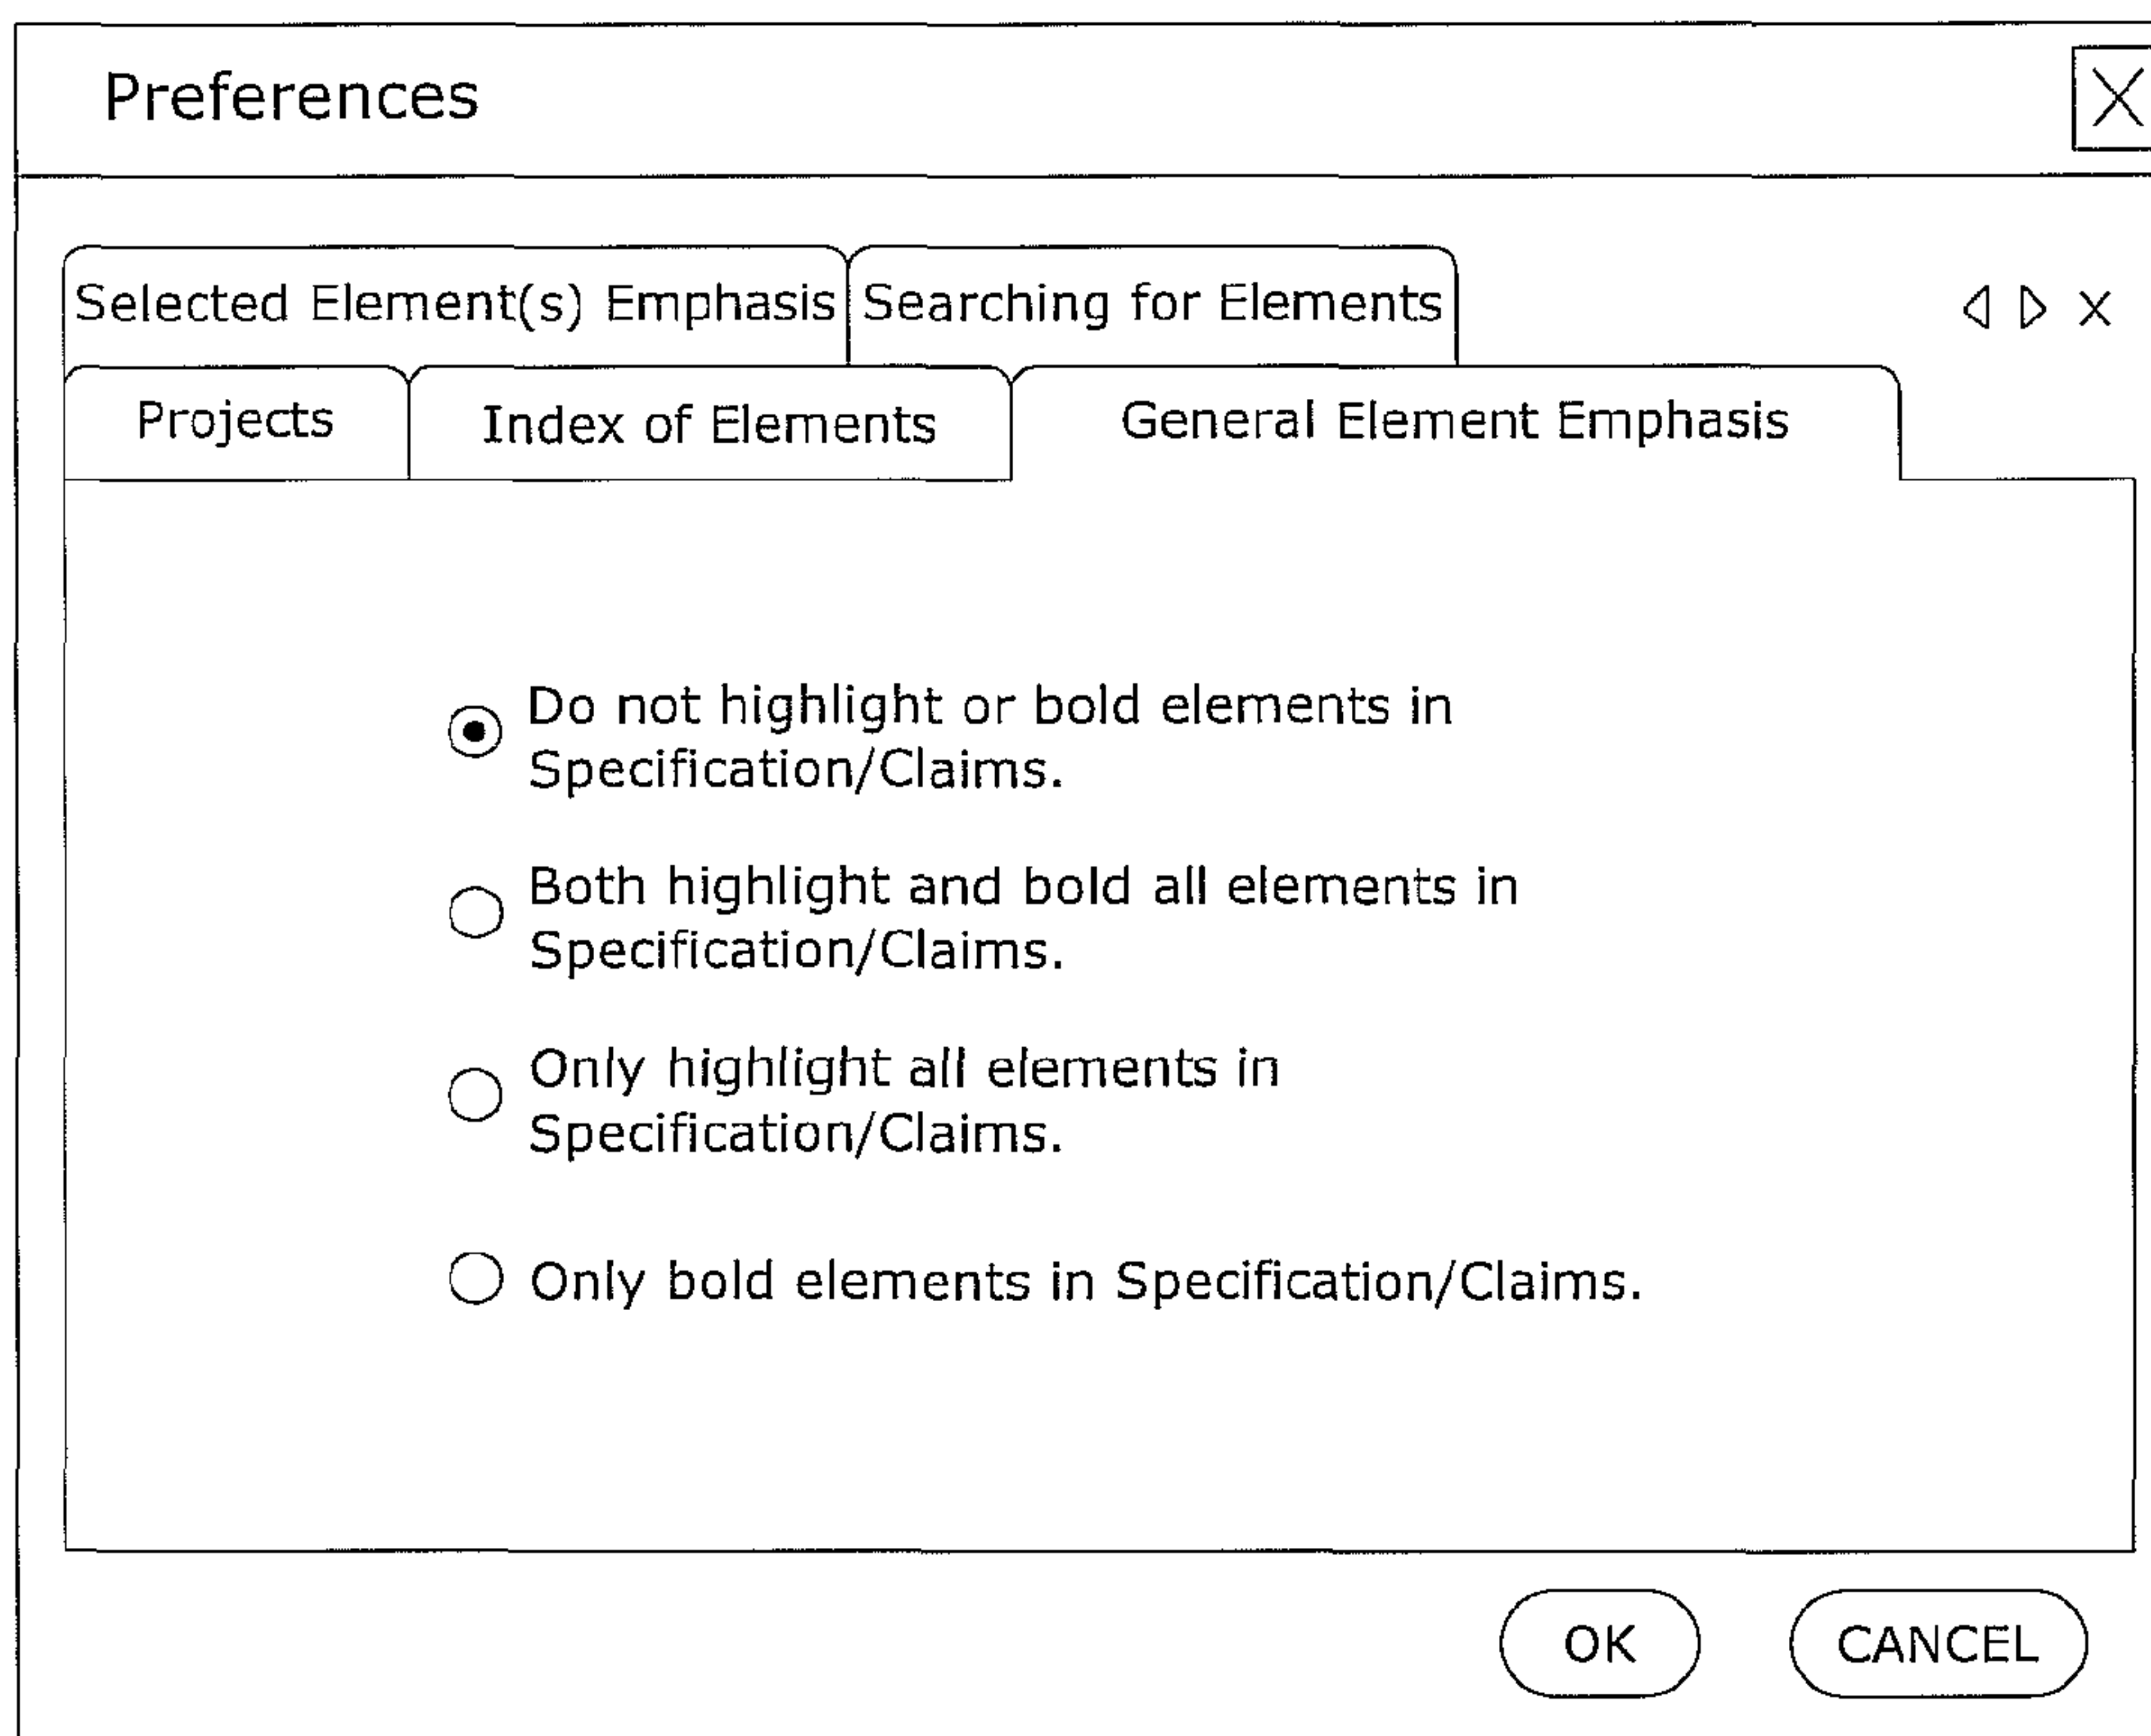 Preferences
Selected Element(s) Emphasis
Searching for Elements
Projects
Index of Elements
General Element Emphasis
Do not highlight or bold elements in
Specification/Claims.
Both highlight and bold all elements in
Specification/Claims.
Only highlight all elements in
Specification/Claims.
Only bold elements in Specification/Claims.
OK
CANCEL